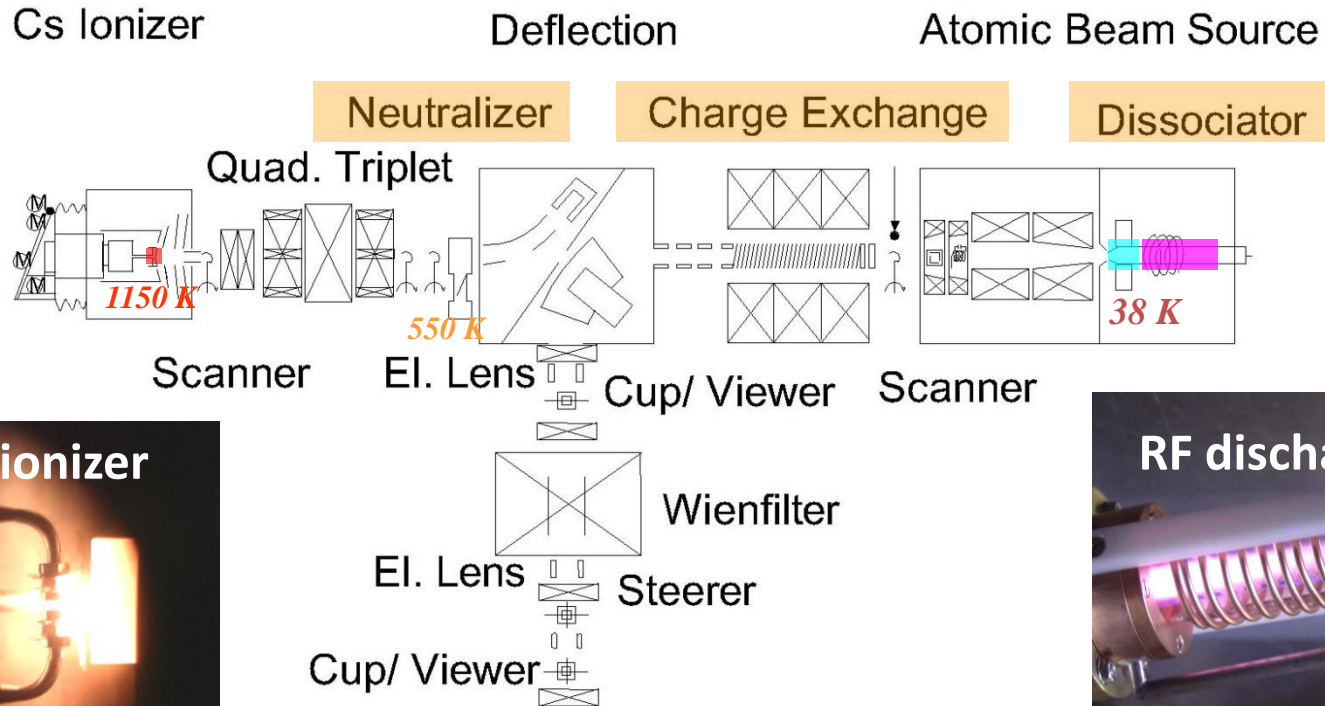 Cs Ionizer
Deflection
Atomic Beam Source
Neutralizer
Charge Exchange
Dissociator
Quad. Triplet
M
M
M
M
1150 K
550 K
38 K
Scanner
El. Lens
Cup/ Viewer
Scanner
ionizer
RF discha
Wienfilter
El. Lens
Steerer
Cup/ Viewer